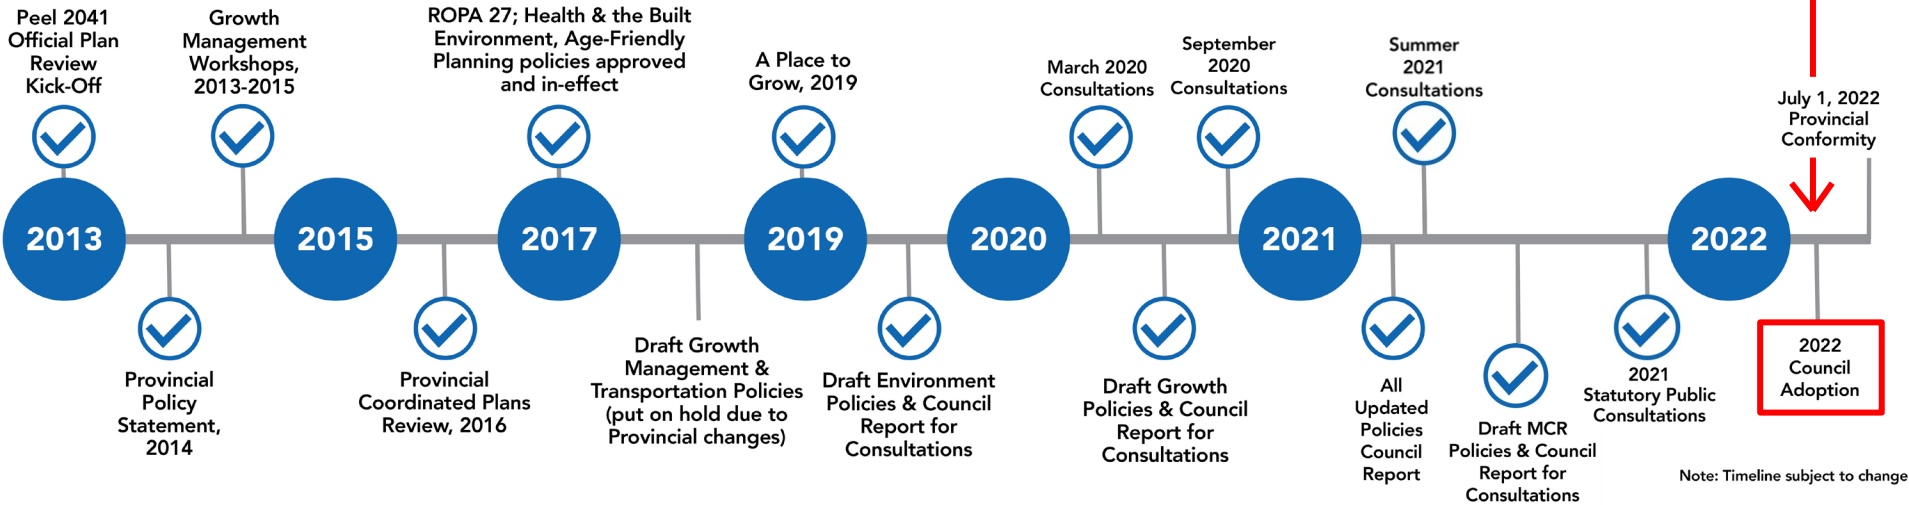 Peel 2041
Official Plan
Review
Kick-Off
Growth
Management
Workshops,
2013-2015
ROPA 27; Health & the Built
Environment, Age-Friendly
Planning policies approved
and in-effect
A Place to
Grow, 2019
March 2020
Consultations
September
2020
Consultations
Summer
2021
Consultations
July 1, 2022
Provincial
Conformity
2013
2015
2017
2019
2020
2021
2022
Provincial
Policy
Statement,
2014
Provincial
Coordinated Plans
Review, 2016
Draft Growth
Management &
Transportation Policies
(put on hold due to
Provincial changes)
Draft Environment
Policies & Council
Report for
Consultations
Draft Growth
Policies & Council
Report for
Consultations
All
Updated
Policies
Council
Report
Draft MCR
Policies & Council
Report for
Consultations
2021
Statutory Public
Consultations
2022
Council
Adoption
Note: Timeline subject to change